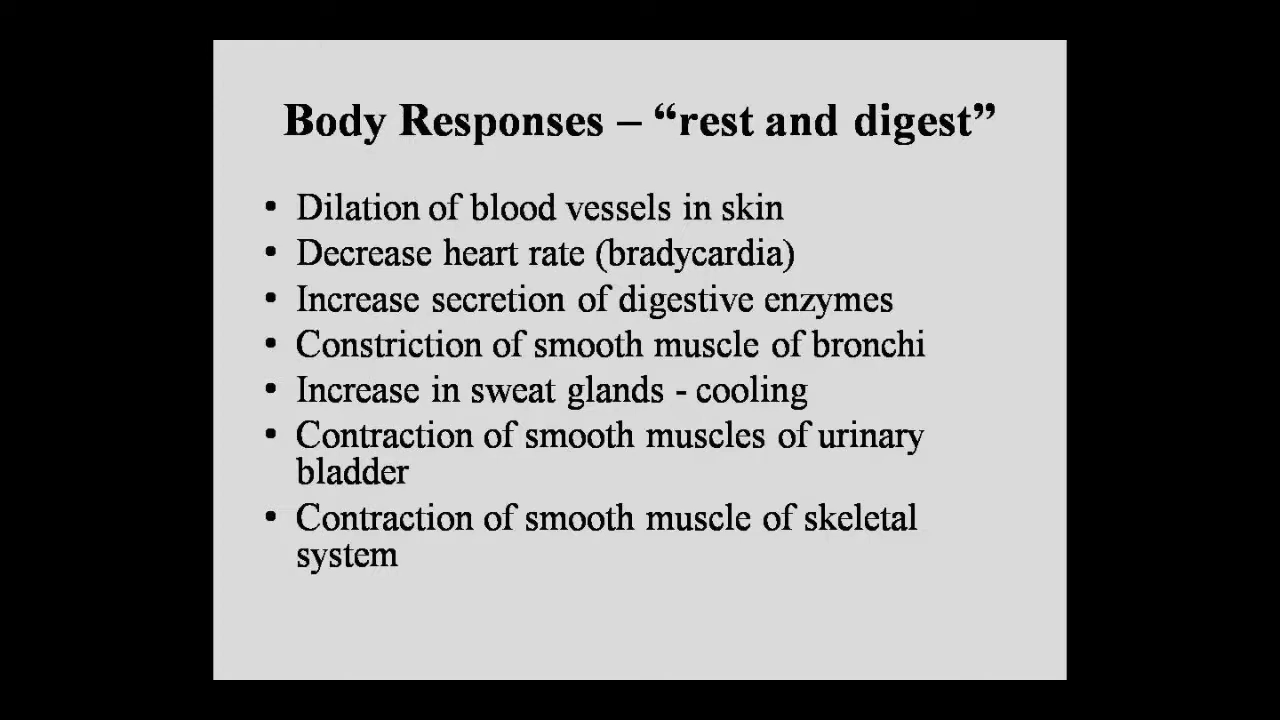 Body Responses – “rest and digest”
• Dilation of blood vessels in skin
• Decrease heart rate (bradycardia)
• Increase secretion of digestive enzymes
• Constriction of smooth muscle of bronchi
• Increase in sweat glands - cooling
• Contraction of smooth muscles of urinary
bladder
• Contraction of smooth muscle of skeletal
system